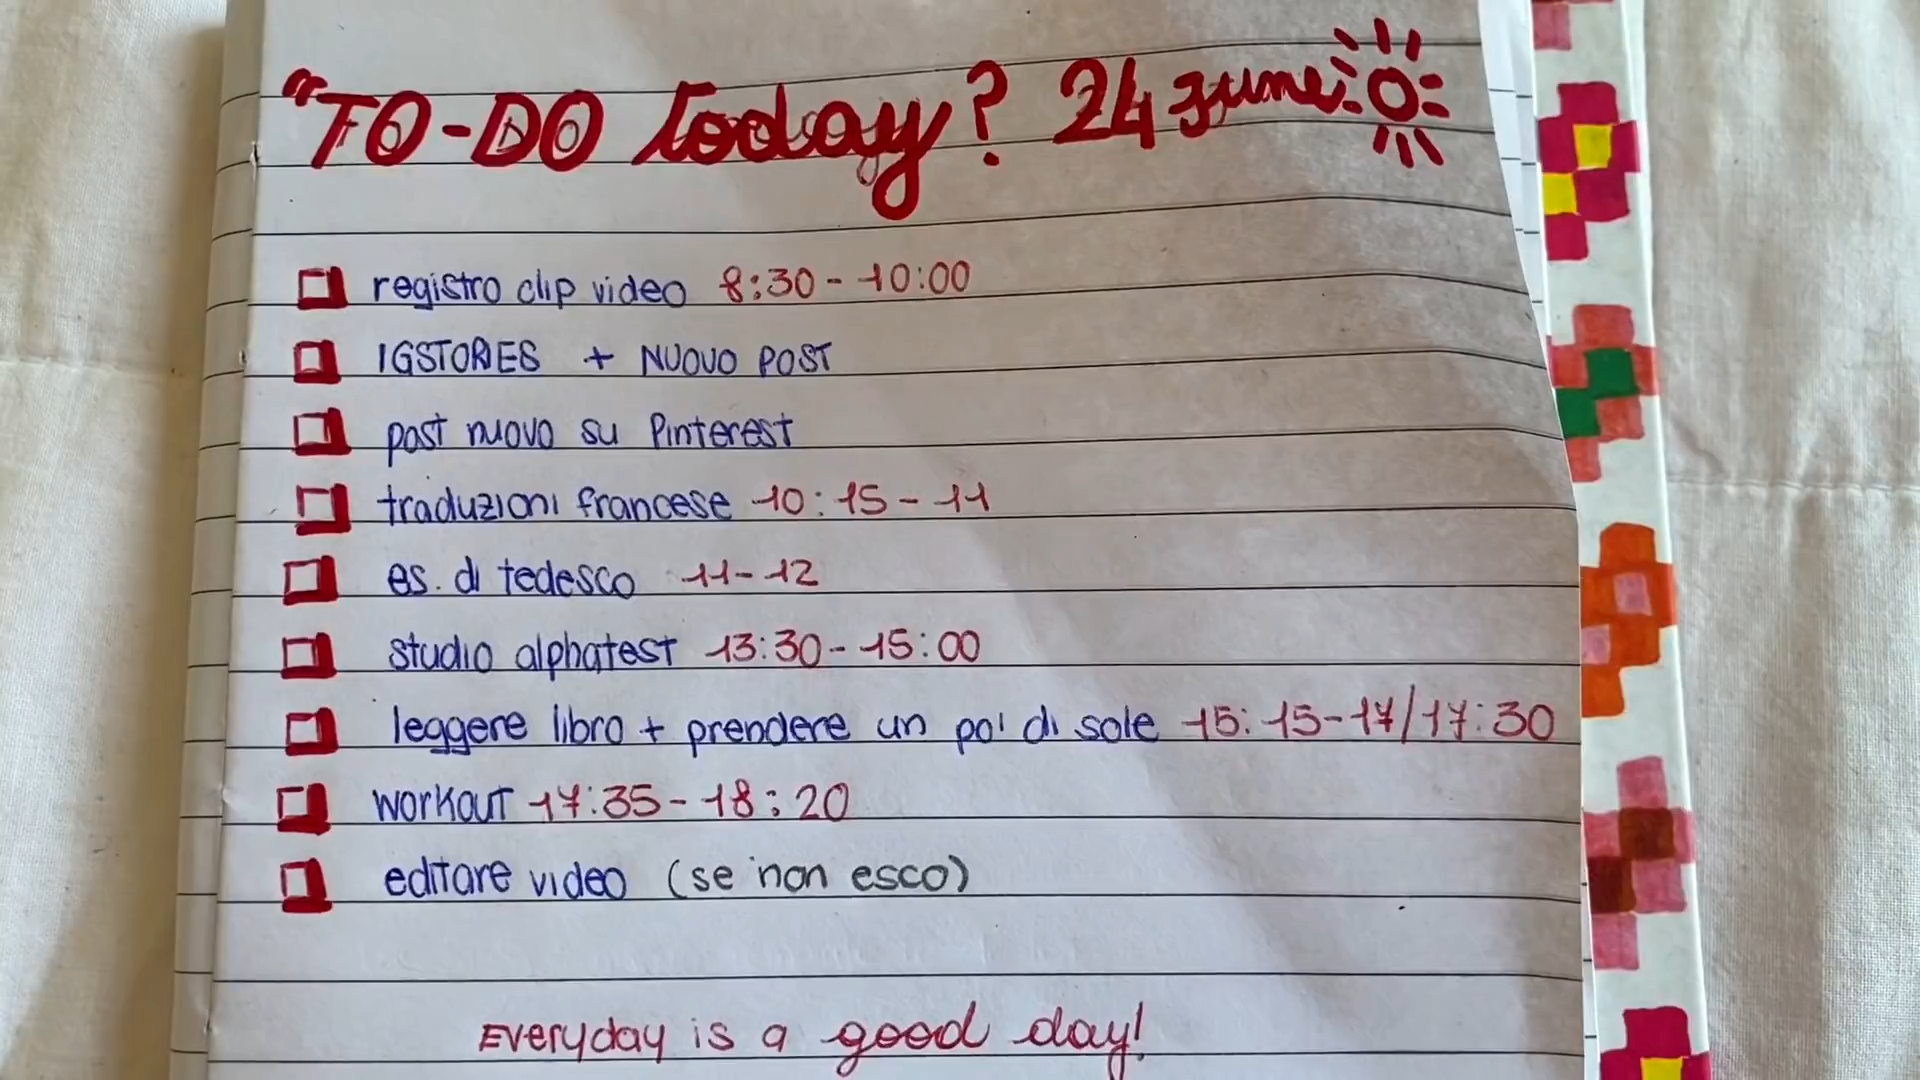 "TO-DO today? 24 june
registro clip video 8:30 - 10:00
IGSTORIES + NUOVO POST
post nuovo su Pinterest
traduzioni francese 10:15 - 11
es. di tedesco 11-12
studio alphatest 13:30 - 15:00
leggere libro + prendere un po' di sole 15:15-17/17:30
workout 17:35 - 18:20
editare video (se non esco)
Everyday is a good day!